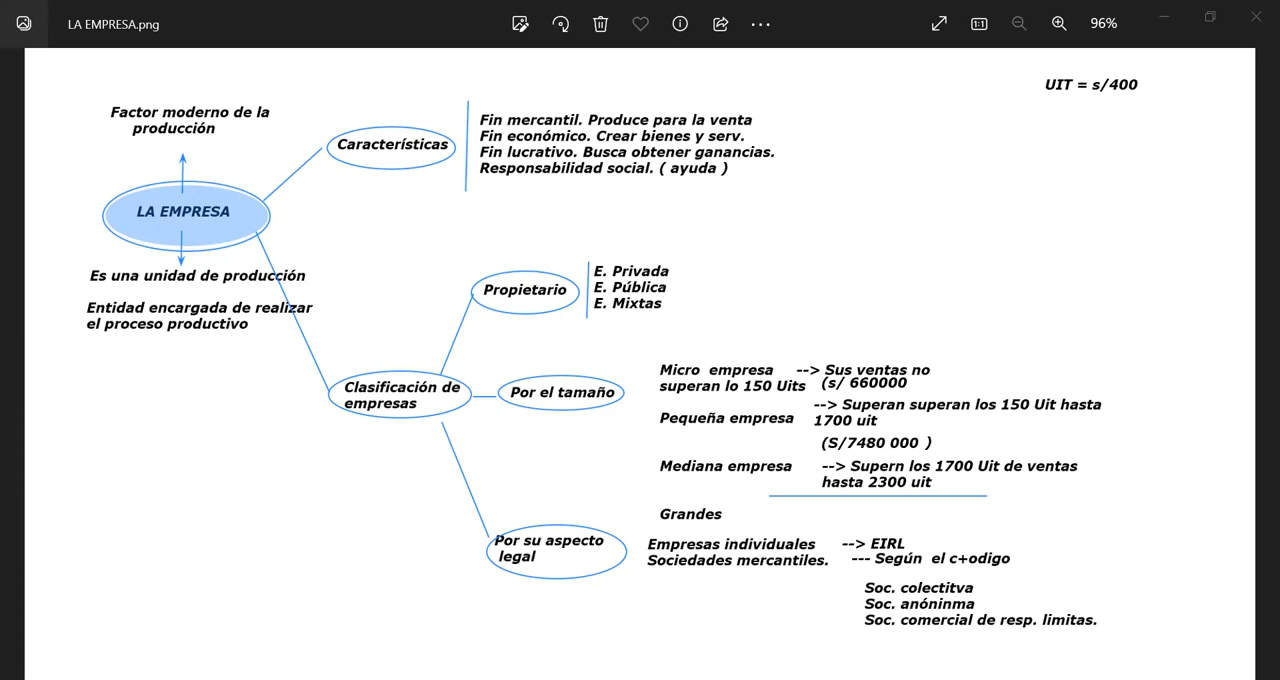 LA EMPRESA.png
96%
UIT = s/400
Factor moderno de la
producción
LA EMPRESA
Es una unidad de producción
Entidad encargada de realizar
el proceso productivo
Características
Fin mercantil. Produce para la venta
Fin económico. Crear bienes y serv.
Fin lucrativo. Busca obtener ganancias.
Responsabilidad social. ( ayuda )
Clasificación de
empresas
Propietario
E. Privada
E. Pública
E. Mixtas
Por el tamaño
Micro empresa --> Sus ventas no
superan lo 150 Uits (s/ 660000
Pequeña empresa --> Superan superan los 150 Uit hasta
1700 uit
(S/7480 000 )
Mediana empresa --> Supern los 1700 Uit de ventas
hasta 2300 uit
Grandes
Por su aspecto
legal
Empresas individuales --> EIRL
Sociedades mercantiles. --- Según el c+odigo
Soc. colectitva
Soc. anóninma
Soc. comercial de resp. limitas.